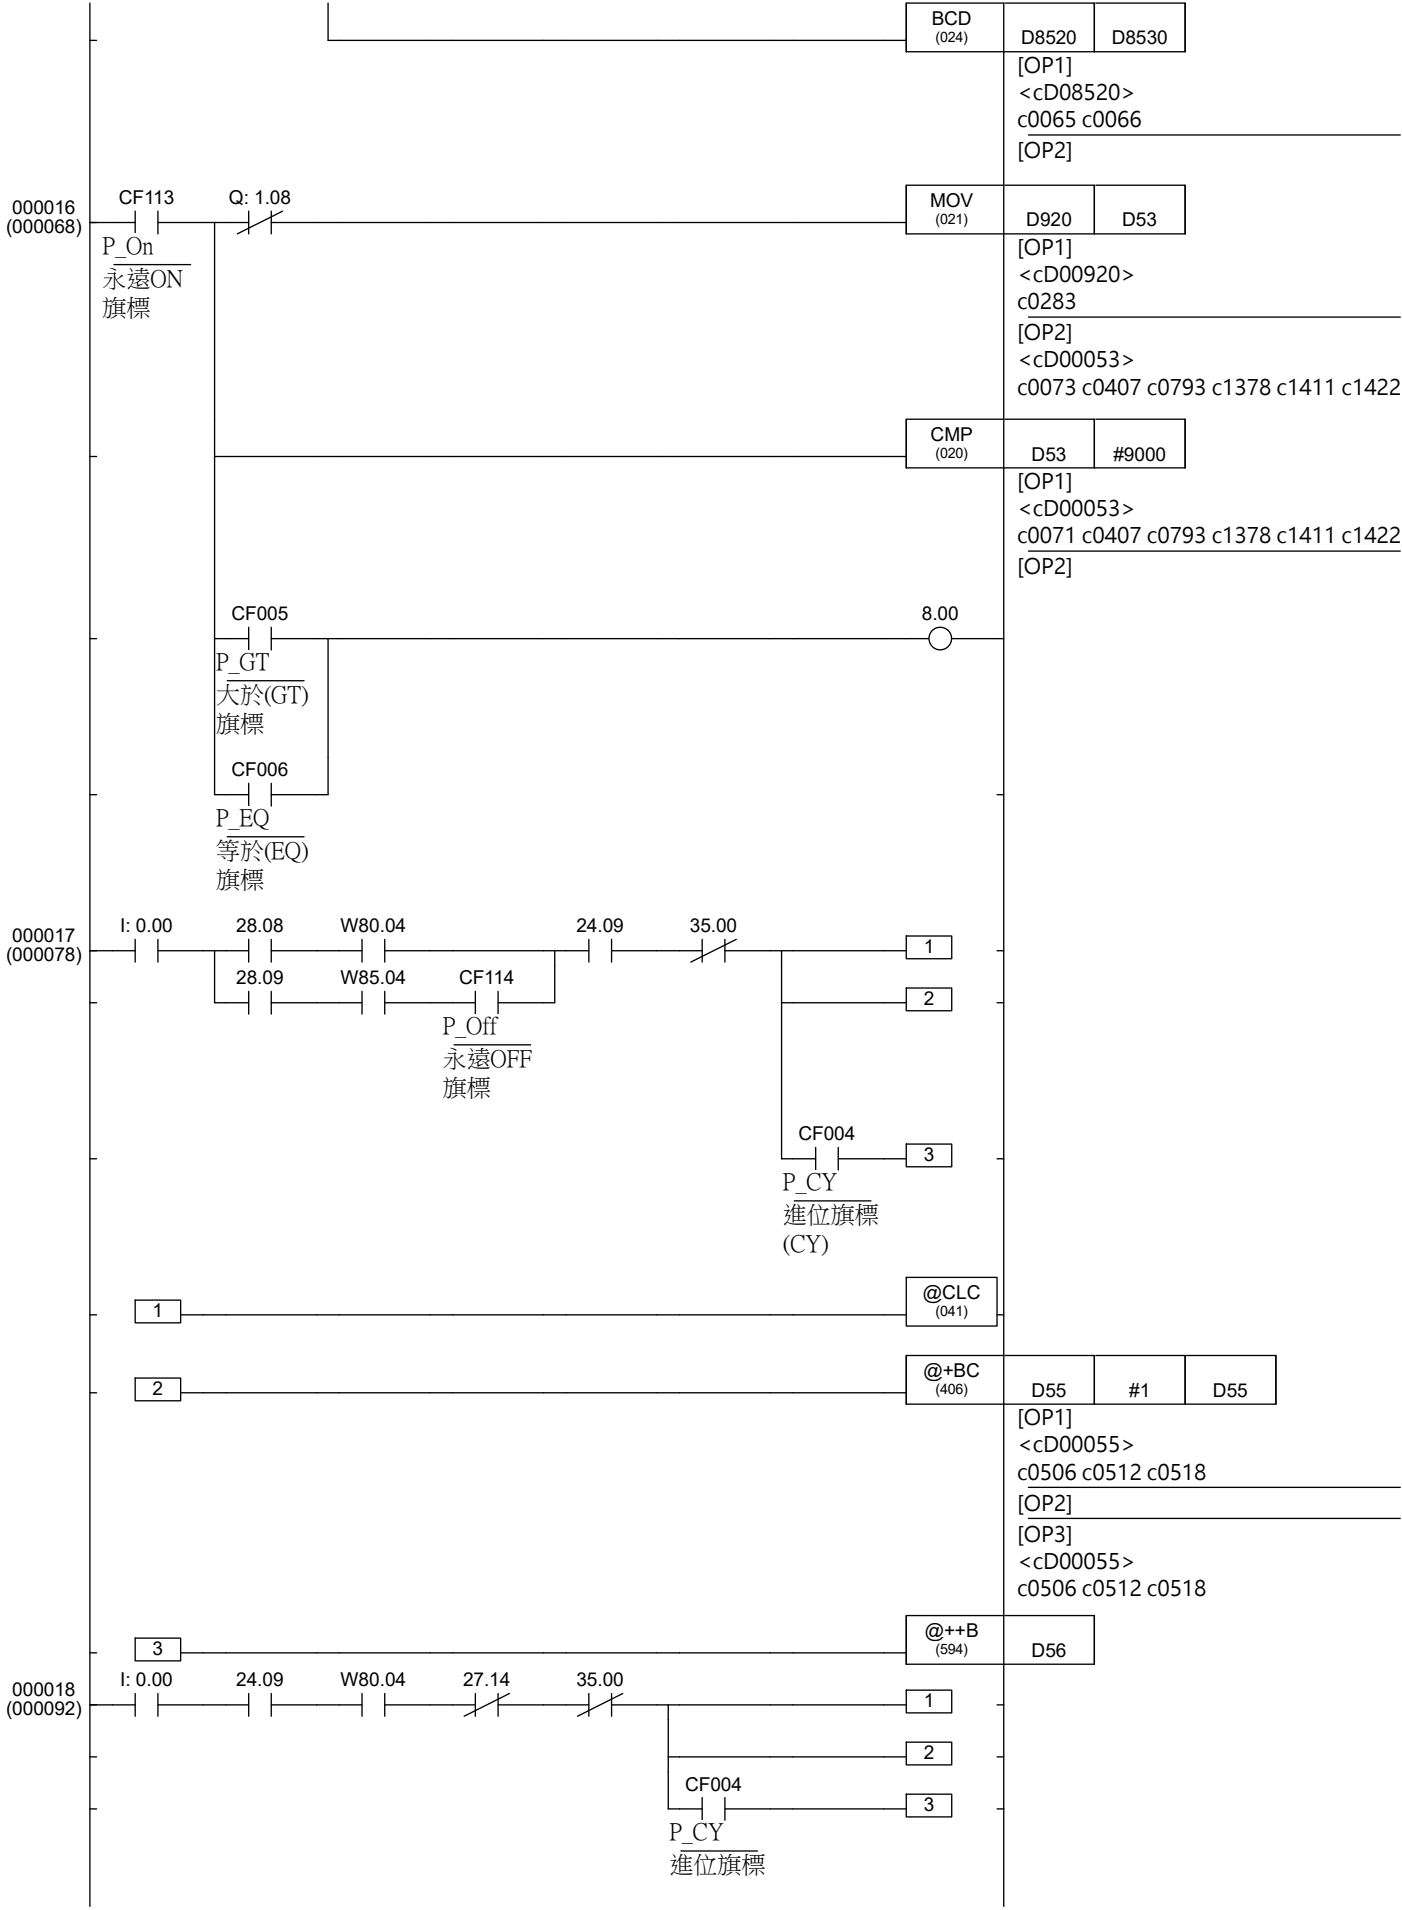 BCD
(024)
D8520
D8530
[OP1]
<cD08520>
c0065 c0066
[OP2]
000016
(000068)
CF113
Q: 1.08
P_On
永遠ON
旗標
MOV
(021)
D920
D53
[OP1]
<cD00920>
c0283
[OP2]
<cD00053>
c0073 c0407 c0793 c1378 c1411 c1422
CMP
(020)
D53
#9000
[OP1]
<cD00053>
c0071 c0407 c0793 c1378 c1411 c1422
[OP2]
CF005
8.00
P_GT
大於(GT)
旗標
CF006
P_EQ
等於(EQ)
旗標
000017
(000078)
I: 0.00
28.08
W80.04
24.09
35.00
1
28.09
W85.04
CF114
2
P_Off
永遠OFF
旗標
CF004
3
P_CY
進位旗標
(CY)
1
@CLC
(041)
2
@+BC
(406)
D55
#1
D55
[OP1]
<cD00055>
c0506 c0512 c0518
[OP2]
[OP3]
<cD00055>
c0506 c0512 c0518
3
@++B
(594)
D56
000018
(000092)
I: 0.00
24.09
W80.04
27.14
35.00
1
2
CF004
3
P_CY
進位旗標